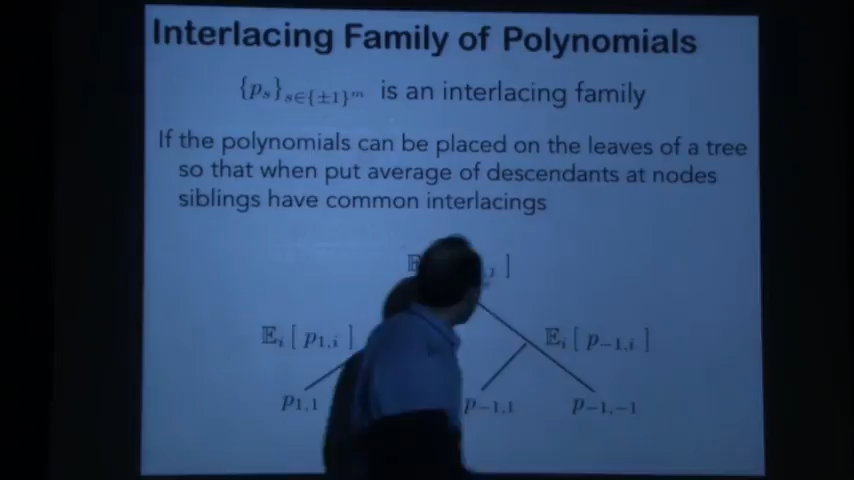 Interlacing Family of Polynomials
{p_s}_{s∈{±1}^m} is an interlacing family
If the polynomials can be placed on the leaves of a tree
so that when put average of descendants at nodes
siblings have common interlacings
𝔼_i [ p_{1,i} ] 𝔼_i [ p_{−1,i} ]
p_{1,1} p_{−1,1} p_{−1,−1}